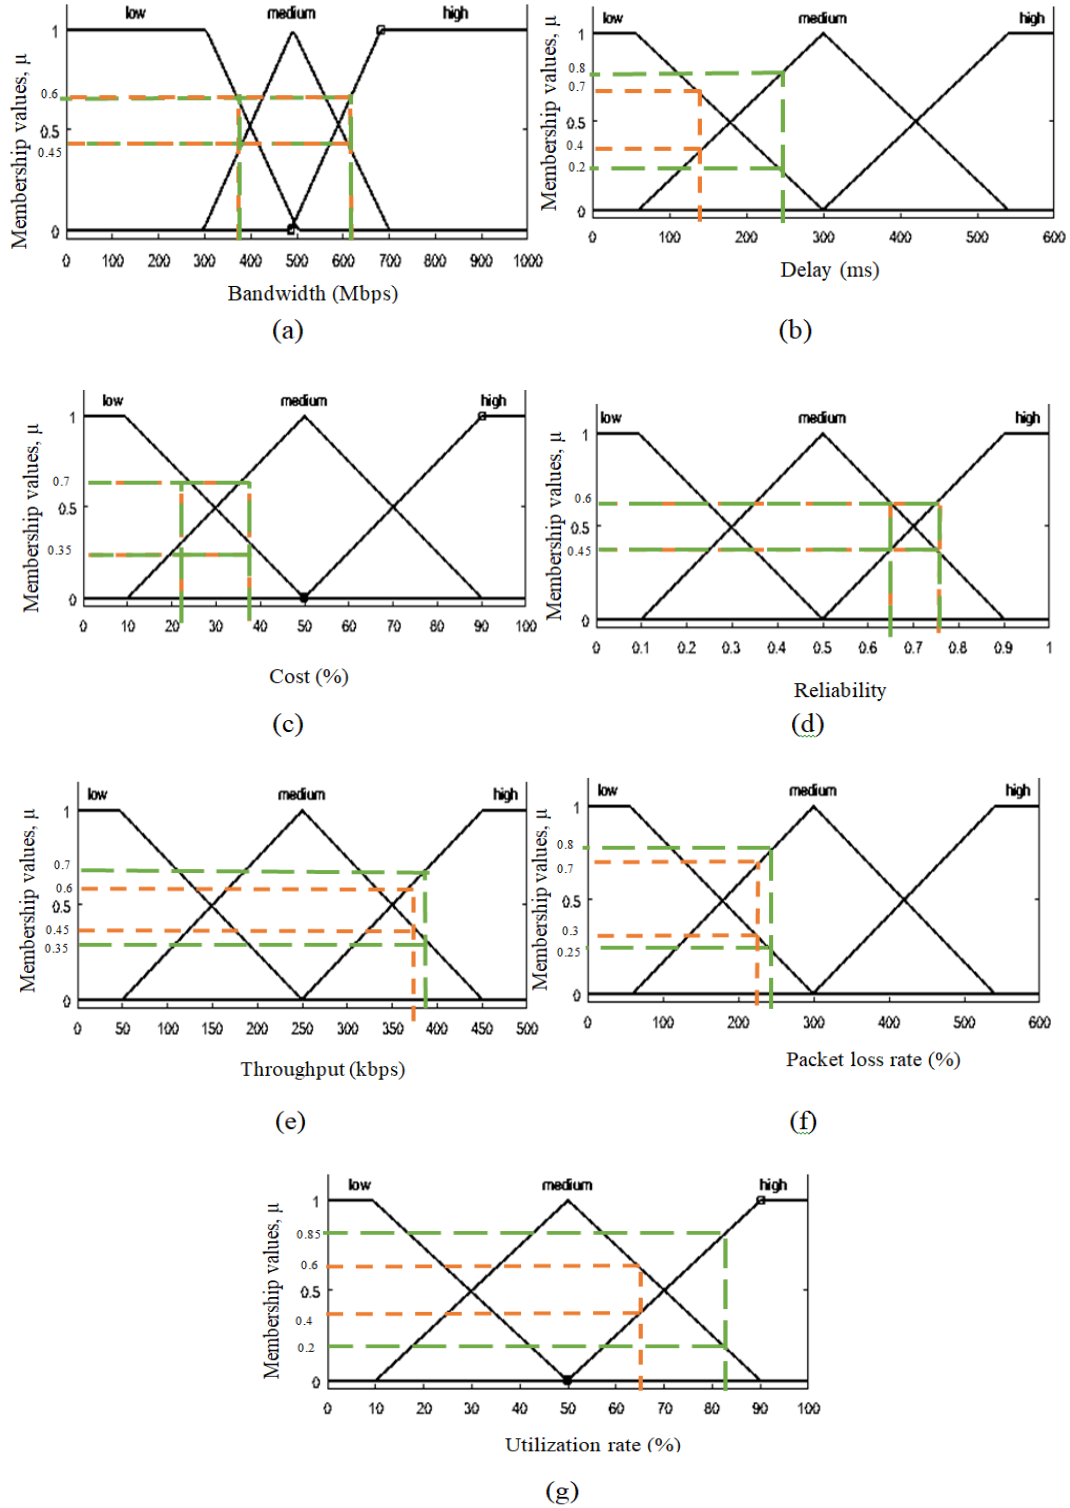 low medium high
Membership values, μ
1
0.6
0.5
0.45
0
0 100 200 300 400 500 600 700 800 900 1000
Bandwidth (Mbps)
(a)
low medium high
Membership values, μ
1
0.8
0.7
0.5
0.4
0.2
0
0 100 200 300 400 500 600
Delay (ms)
(b)
low medium high
Membership values, μ
1
0.7
0.5
0.35
0
0 10 20 30 40 50 60 70 80 90 100
Cost (%)
(c)
low medium high
Membership values, μ
1
0.6
0.5
0.45
0
0 0.1 0.2 0.3 0.4 0.5 0.6 0.7 0.8 0.9 1
Reliability
(d)
low medium high
Membership values, μ
1
0.7
0.6
0.5
0.45
0.35
0
0 50 100 150 200 250 300 350 400 450 500
Throughput (kbps)
(e)
low medium high
Membership values, μ
1
0.8
0.7
0.5
0.3
0.25
0
0 100 200 300 400 500 600
Packet loss rate (%)
(f)
low medium high
Membership values, μ
1
0.85
0.6
0.5
0.4
0.2
0
0 10 20 30 40 50 60 70 80 90 100
Utilization rate (%)
(g)